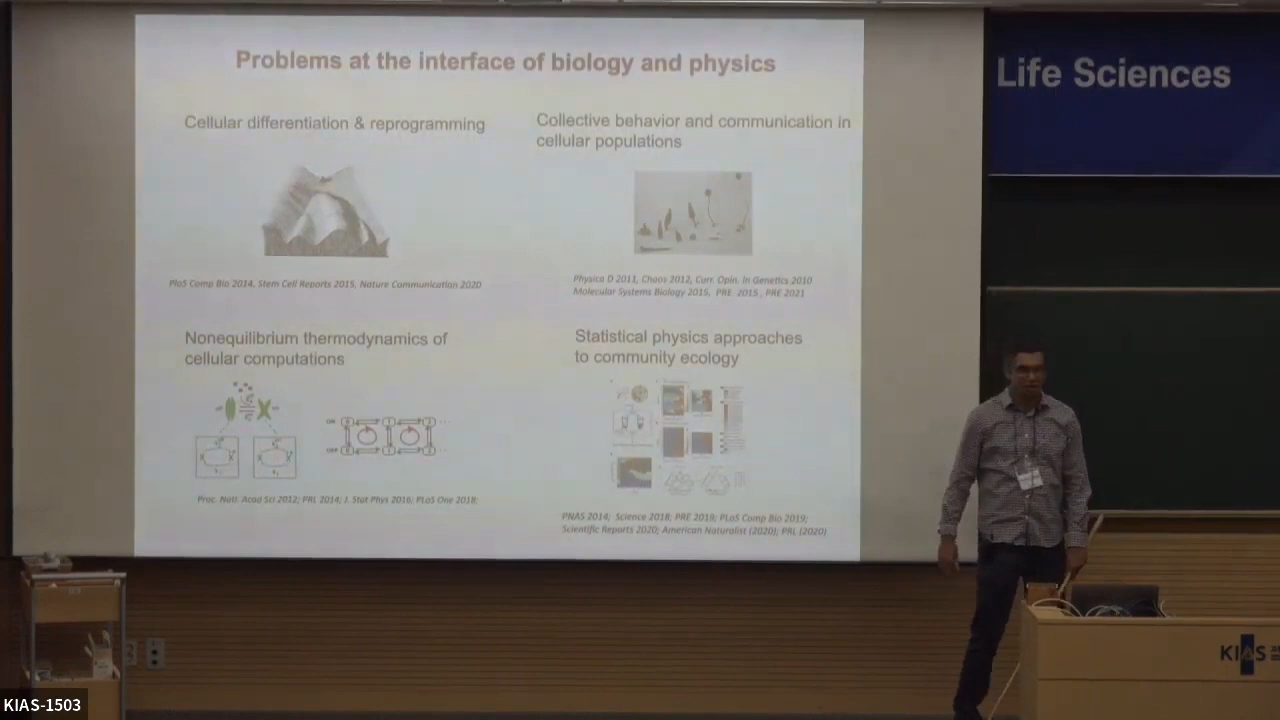 Problems at the interface of biology and physics
Life Sciences
Cellular differentiation & reprogramming
Collective behavior and communication in
cellular populations
PloS Comp Bio 2014, Stem Cell Reports 2015, Nature Communication 2020
Physica D 2011, Chaos 2012, Curr. Opin. In Genetics 2010
Molecular Systems Biology 2015, PRE 2015 , PRE 2021
Nonequilibrium thermodynamics of
cellular computations
Statistical physics approaches
to community ecology
ON
OFF
Proc. Natl. Acad Sci 2012; PRL 2014; J. Stat Phys 2016; PLoS One 2018;
PNAS 2014; Science 2018; PRE 2019; PLoS Comp Bio 2019;
Scientific Reports 2020; American Naturalist (2020); PRL (2020)
KIAS
KIAS-1503